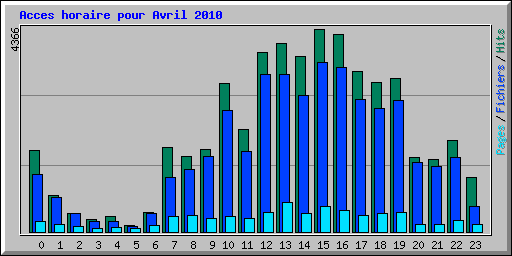 Acces horaire pour Avril 2010
4366
Pages / Fichiers / Hits
0 1 2 3 4 5 6 7 8 9 10 11 12 13 14 15 16 17 18 19 20 21 22 23